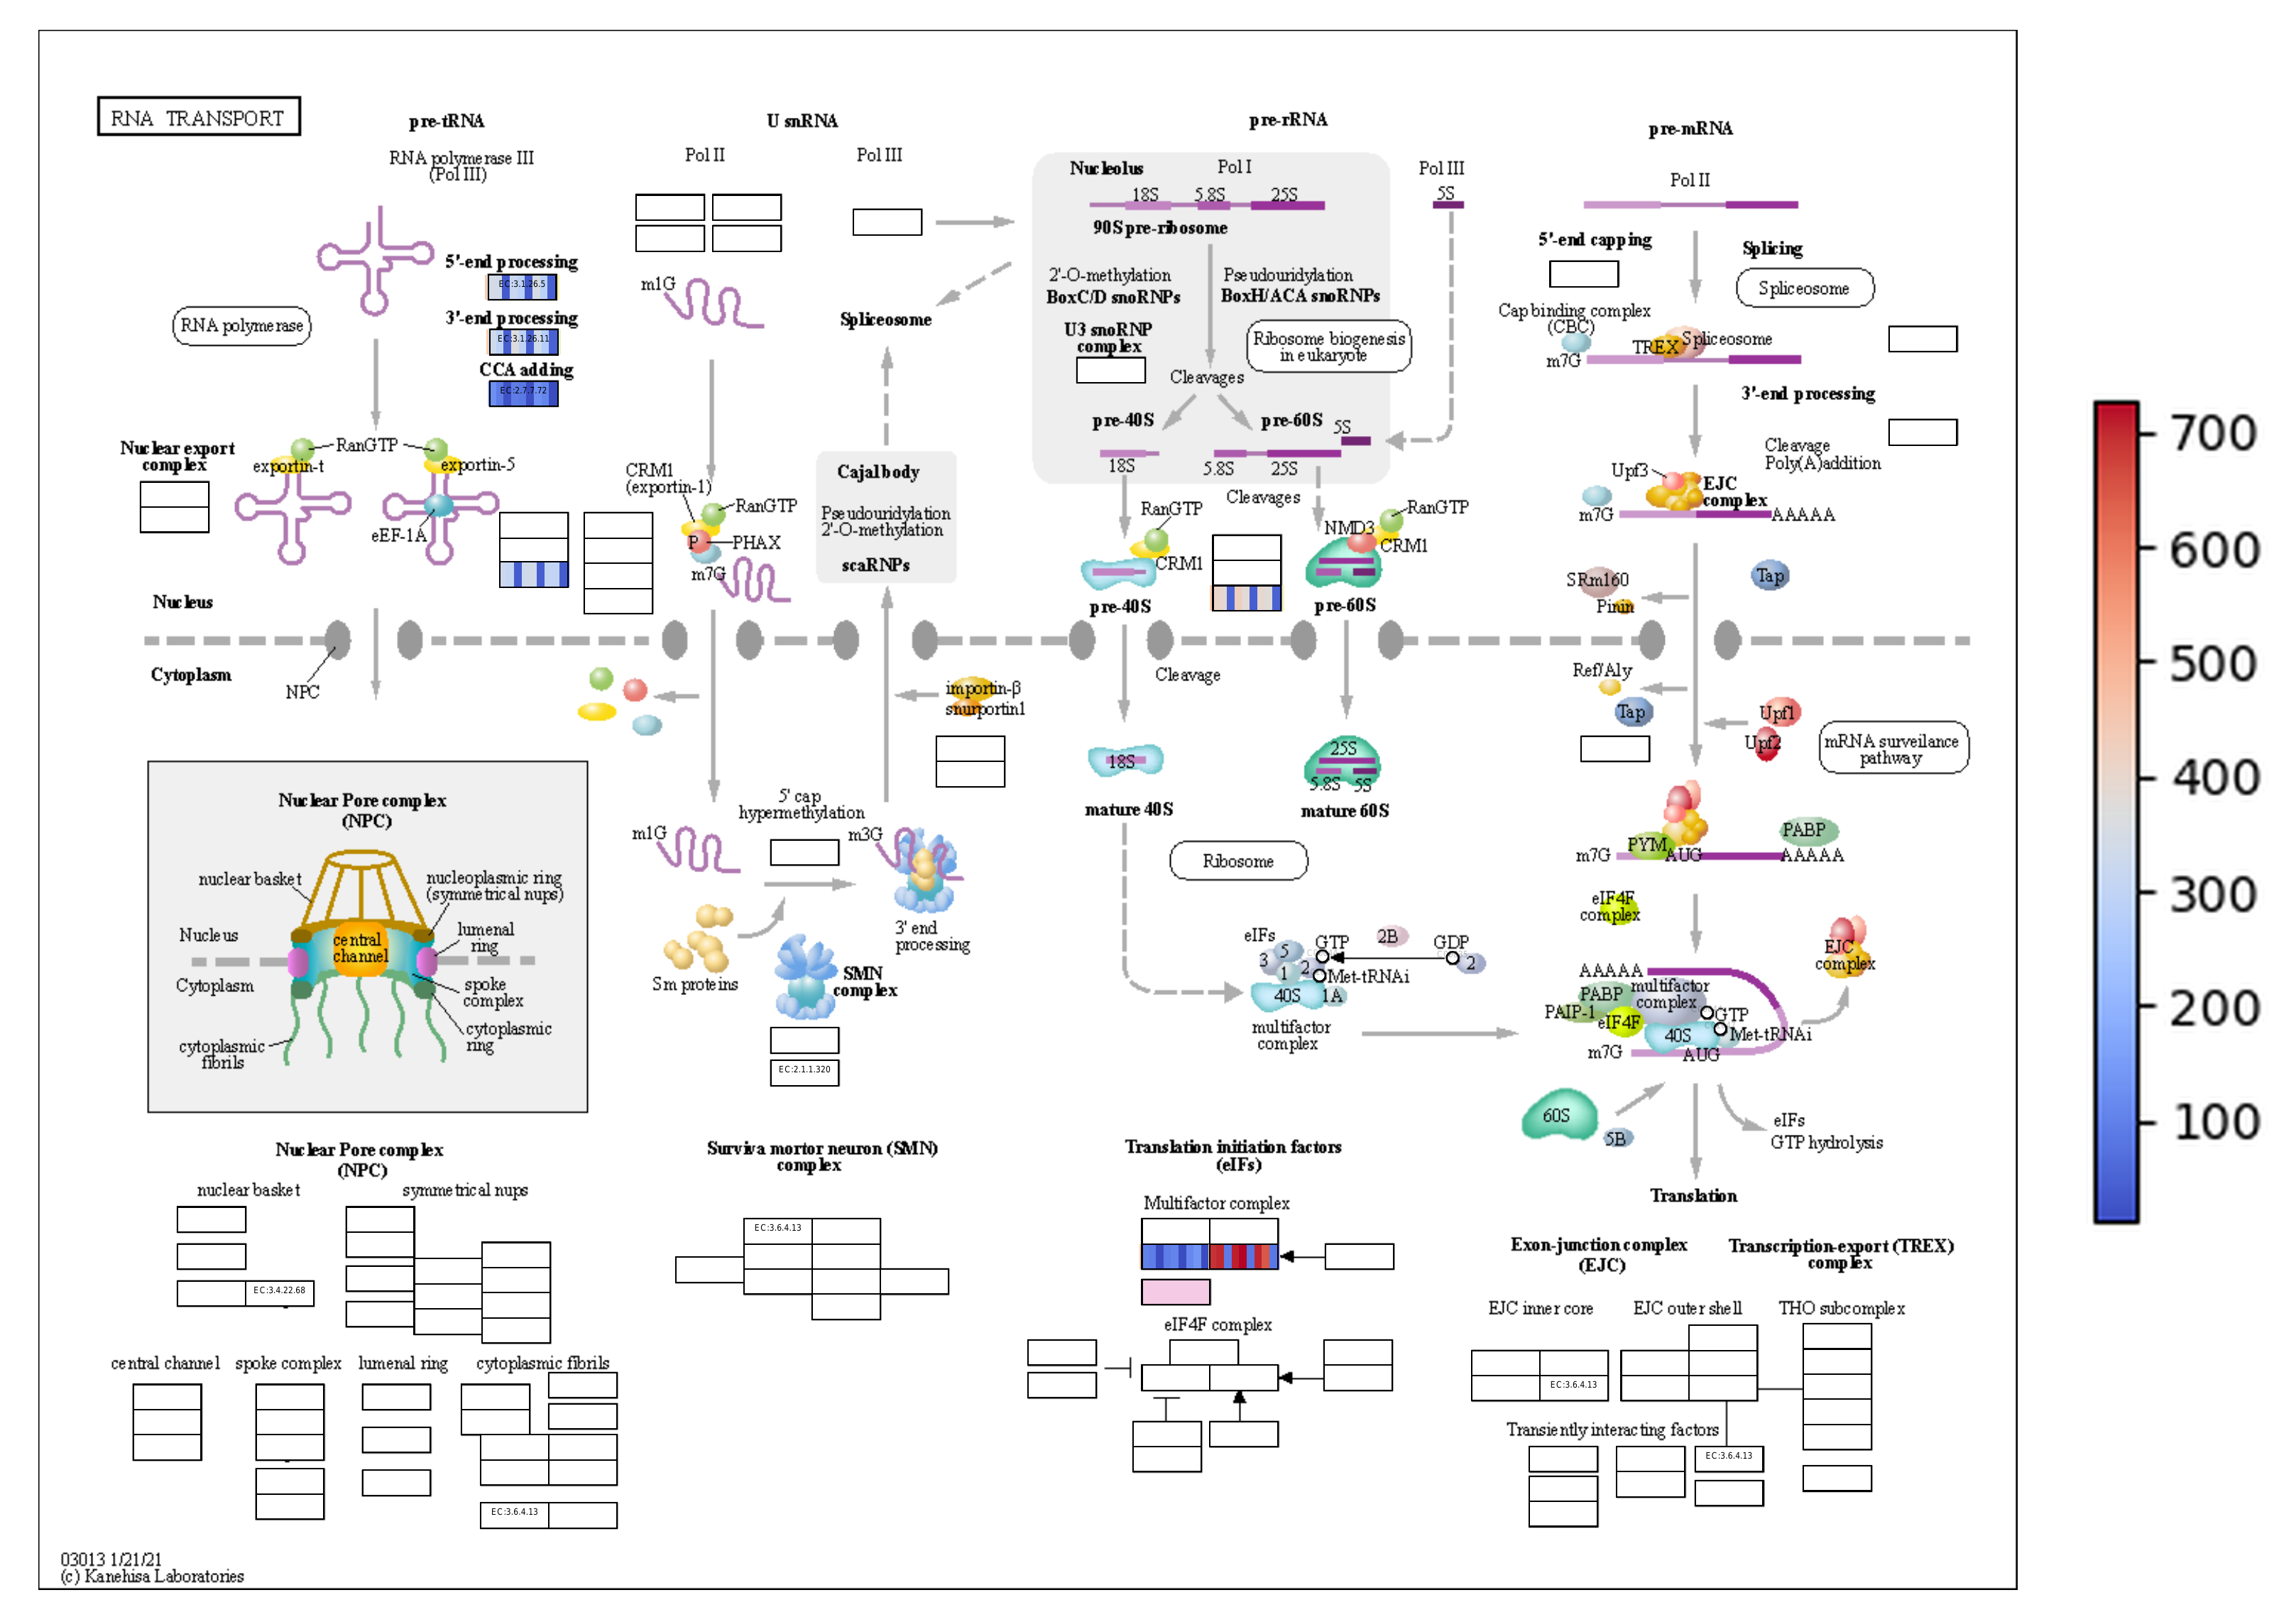 RNA TRANSPORT
pre-tRNA
RNA polymerase III
(Pol III)
5'-end processing
EC:3.1.26.5
3'-end processing
EC:3.1.26.11
CCA adding
EC:2.7.7.72
RNA polymerase
Nuclear export
complex
RanGTP
exportin-t
exportin-5
eEF-1A
Nucleus
Cytoplasm
NPC
U snRNA
Pol II
Pol III
m1G
Spliceosome
CRM1
(exportin-1)
RanGTP
P
PHAX
m7G
Cajal body
Pseudouridylation
2'-O-methylation
scaRNPs
importin-β
snurportin1
5' cap
hypermethylation
m1G
m3G
3' end
processing
Sm proteins
SMN
complex
EC:2.1.1.320
pre-rRNA
Nucleolus
Pol I
18S
5.8S
25S
90S pre-ribosome
2'-O-methylation
BoxC/D snoRNPs
Pseudouridylation
BoxH/ACA snoRNPs
U3 snoRNP
complex
Ribosome biogenesis
in eukaryote
Cleavages
pre-40S
pre-60S
5S
18S
5.8S
25S
Pol III
5S
Cleavages
RanGTP
CRM1
NMD3
RanGTP
CRM1
pre-40S
pre-60S
Cleavage
18S
25S
5.8S
5S
mature 40S
mature 60S
Ribosome
eIFs
5
3
1
2
GTP
2B
GDP
2
Met-tRNAi
40S
1A
multifactor
complex
pre-mRNA
Pol II
5'-end capping
Splicing
Spliceosome
Cap binding complex
(CBC)
TREX
Spliceosome
m7G
3'-end processing
Cleavage
Poly(A)addition
Upf3
EJC
complex
m7G
AAAAA
SRm160
Pinin
Tap
Ref/Aly
Tap
Upf1
Upf2
mRNA surveilance
pathway
PYM
PABP
m7G
AUG
AAAAA
eIF4F
complex
EJC
complex
AAAAA
multifactor
complex
PABP
PAIP-1
eIF4F
GTP
40S
Met-tRNAi
m7G
AUG
60S
5B
eIFs
GTP hydrolysis
Translation
Nuclear Pore complex
(NPC)
nuclear basket
nucleoplasmic ring
(symmetrical nups)
Nucleus
central
channel
lumenal
ring
Cytoplasm
spoke
complex
cytoplasmic
ring
cytoplasmic
fibrils
Nuclear Pore complex
(NPC)
nuclear basket
symmetrical nups
EC:3.4.22.68
central channel
spoke complex
lumenal ring
cytoplasmic fibrils
EC:3.6.4.13
Surviva mortor neuron (SMN)
complex
EC:3.6.4.13
Translation initiation factors
(eIFs)
Multifactor complex
eIF4F complex
Exon-junction complex
(EJC)
EJC inner core
EJC outer shell
EC:3.6.4.13
Transiently interacting factors
EC:3.6.4.13
Transcription-export (TREX)
complex
THO subcomplex
03013 1/21/21
(c) Kanehisa Laboratories
700
600
500
400
300
200
100